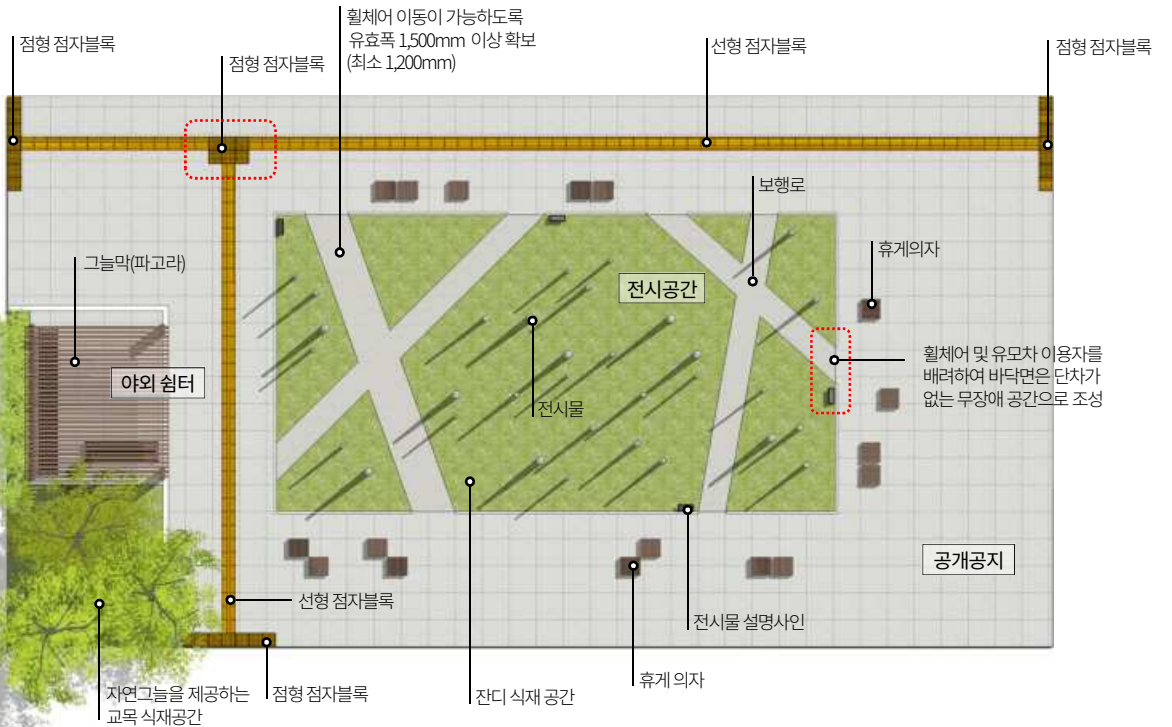 휠체어 이동이 가능하도록
유효폭 1,500mm 이상 확보
(최소 1,200mm)
점형 점자블록
점형 점자블록
선형 점자블록
점형 점자블록
보행로
휴게의자
그늘막(파고라)
전시공간
야외 쉼터
전시물
휠체어 및 유모차 이용자를
배려하여 바닥면은 단차가
없는 무장애 공간으로 조성
공개공지
선형 점자블록
전시물 설명사인
휴게 의자
잔디 식재 공간
점형 점자블록
자연그늘을 제공하는
교목 식재공간